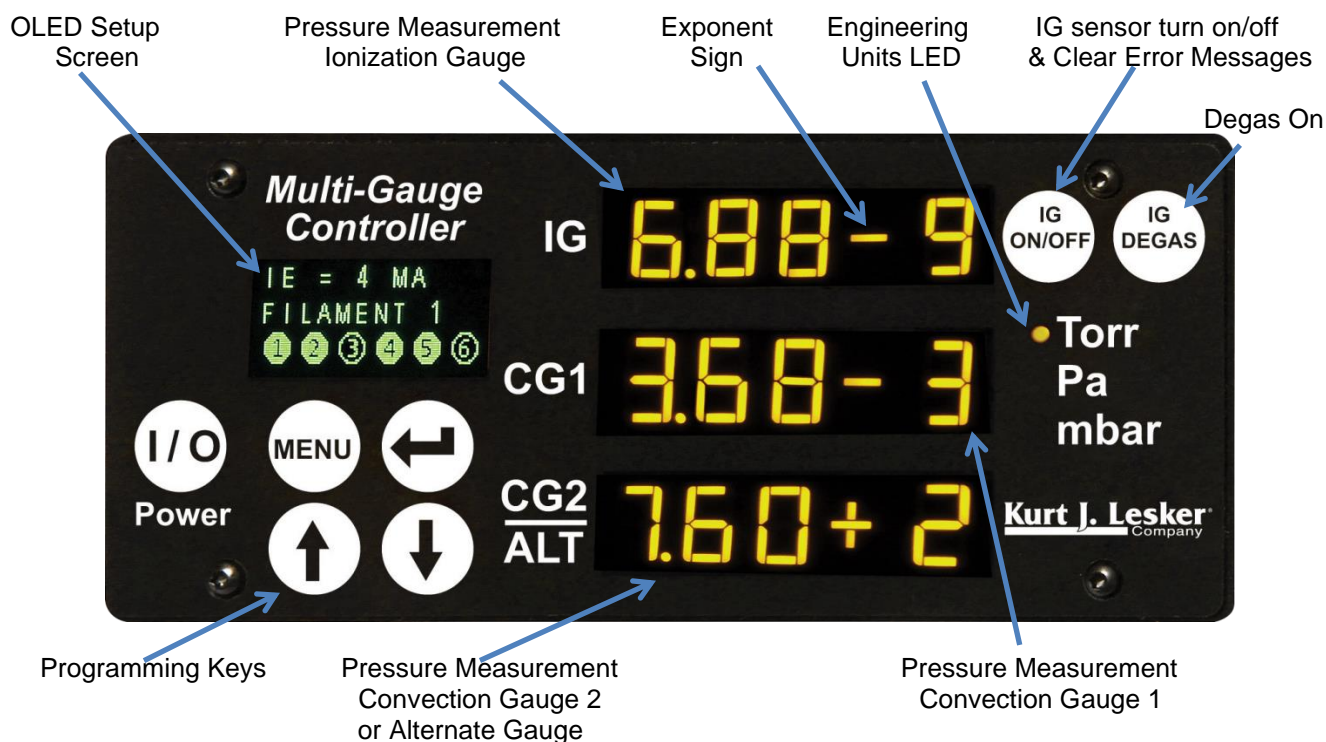 OLED Setup
Screen
Pressure Measurement
Ionization Gauge
Exponent
Sign
Engineering
Units LED
IG sensor turn on/off
& Clear Error Messages
Degas On
Multi-Gauge
Controller
IE = 4 MA
FILAMENT 1
1 2 3 4 5 6
IG
6.88 - 9
IG
ON/OFF
IG
DEGAS
CG1
3.68 - 3
Torr
Pa
mbar
I/O
Power
MENU
CG2
ALT
7.60 + 2
Kurt J. Lesker
Company
Programming Keys
Pressure Measurement
Convection Gauge 2
or Alternate Gauge
Pressure Measurement
Convection Gauge 1